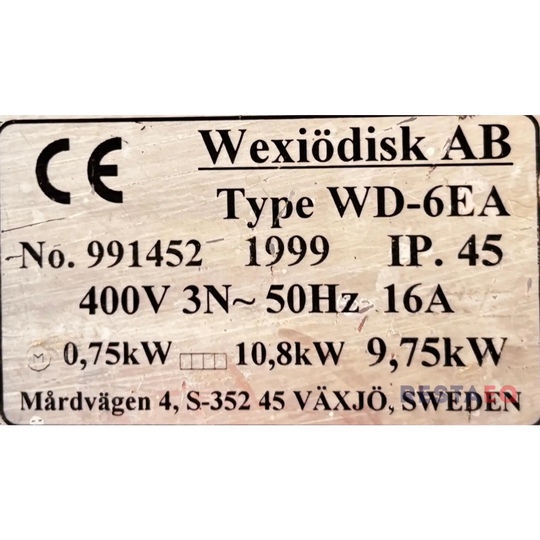 CE Wexiödisk AB
Type WD-6EA
No. 991452 1999 IP. 45
400V 3N~ 50Hz 16A
M 0,75kW 10,8kW 9,75kW
RESTAEQ
Mårdvägen 4, S-352 45 VÄXJÖ, SWEDEN